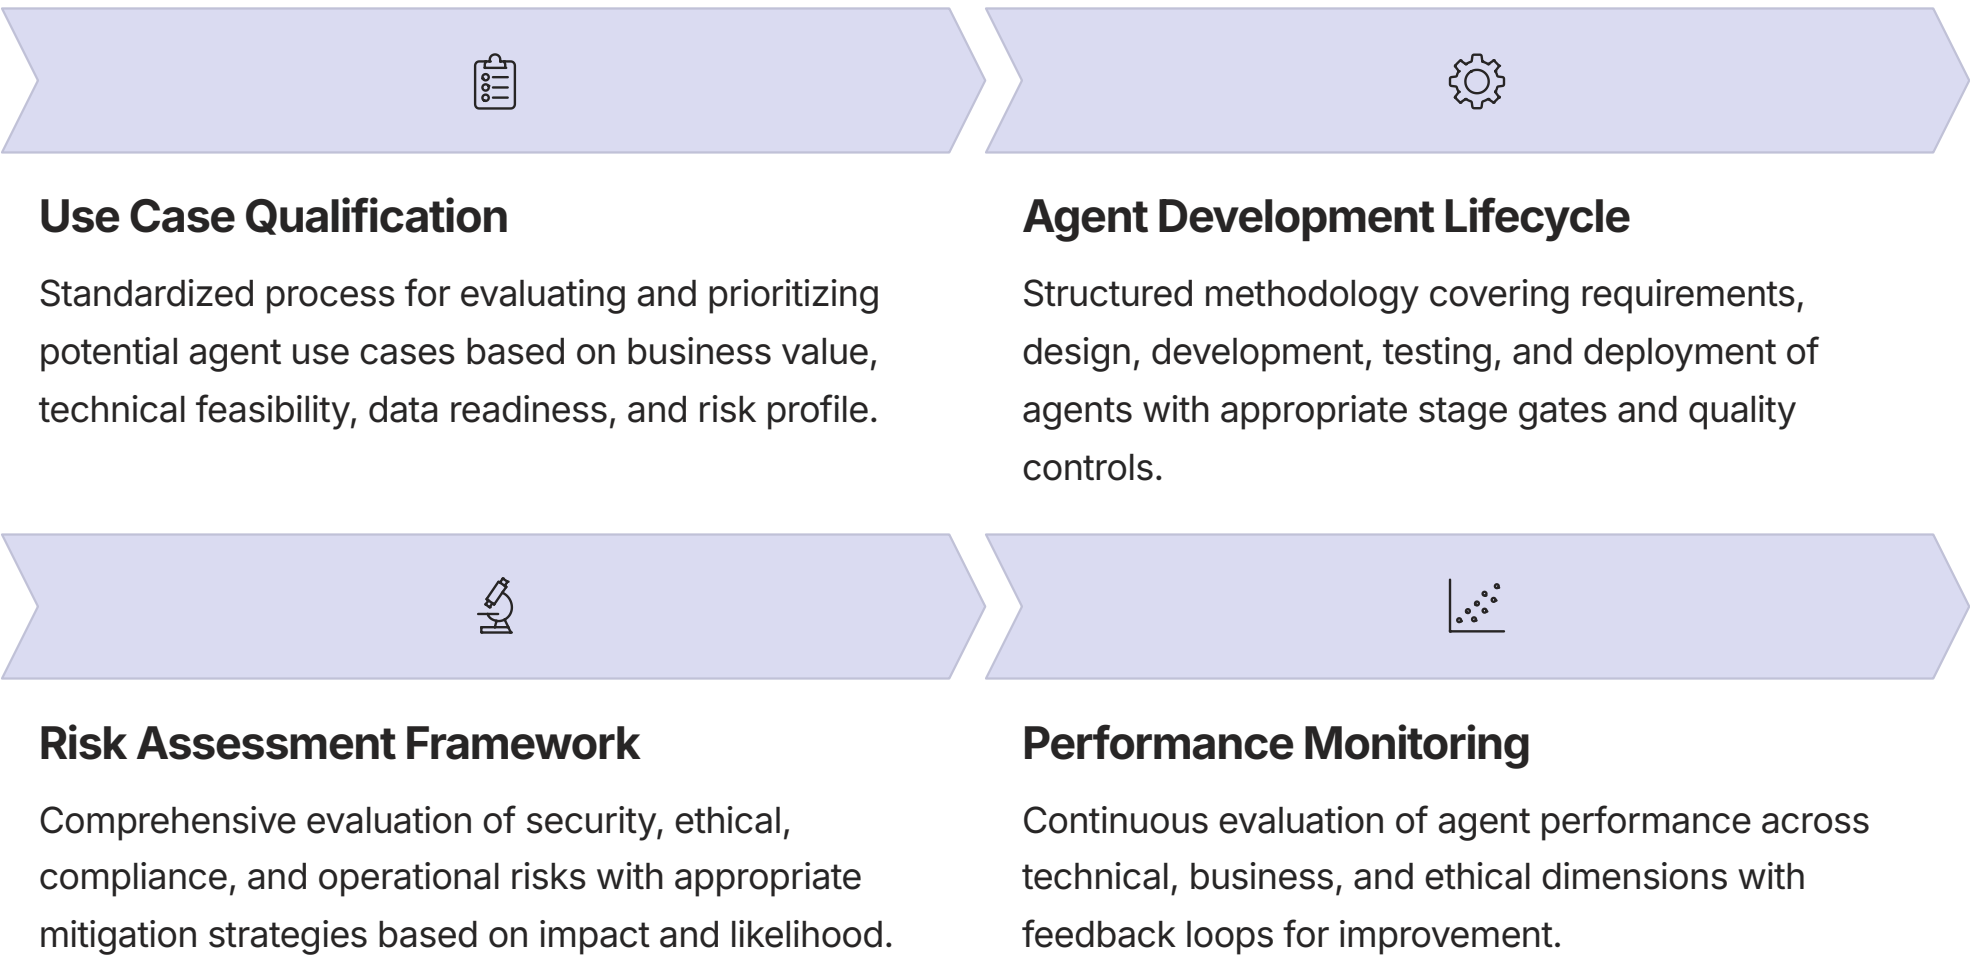 Use Case Qualification
Standardized process for evaluating and prioritizing
potential agent use cases based on business value,
technical feasibility, data readiness, and risk profile.
Agent Development Lifecycle
Structured methodology covering requirements,
design, development, testing, and deployment of
agents with appropriate stage gates and quality
controls.
Risk Assessment Framework
Comprehensive evaluation of security, ethical,
compliance, and operational risks with appropriate
mitigation strategies based on impact and likelihood.
Performance Monitoring
Continuous evaluation of agent performance across
technical, business, and ethical dimensions with
feedback loops for improvement.